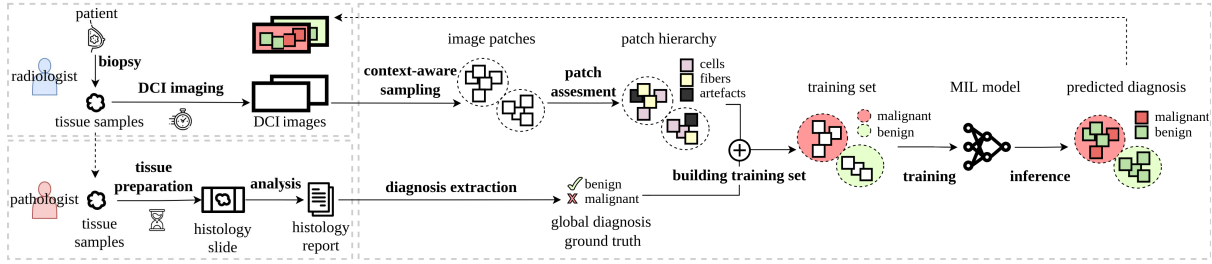 patient
biopsy
radiologist
DCI imaging
tissue samples
DCI images
pathologist
tissue
preparation
analysis
tissue
samples
histology
slide
histology
report
image patches
context-aware
sampling
patch
assesment
patch hierarchy
cells
fibers
artefacts
diagnosis extraction
benign
malignant
global diagnosis
ground truth
building training set
training set
malignant
benign
training
MIL model
inference
predicted diagnosis
malignant
benign